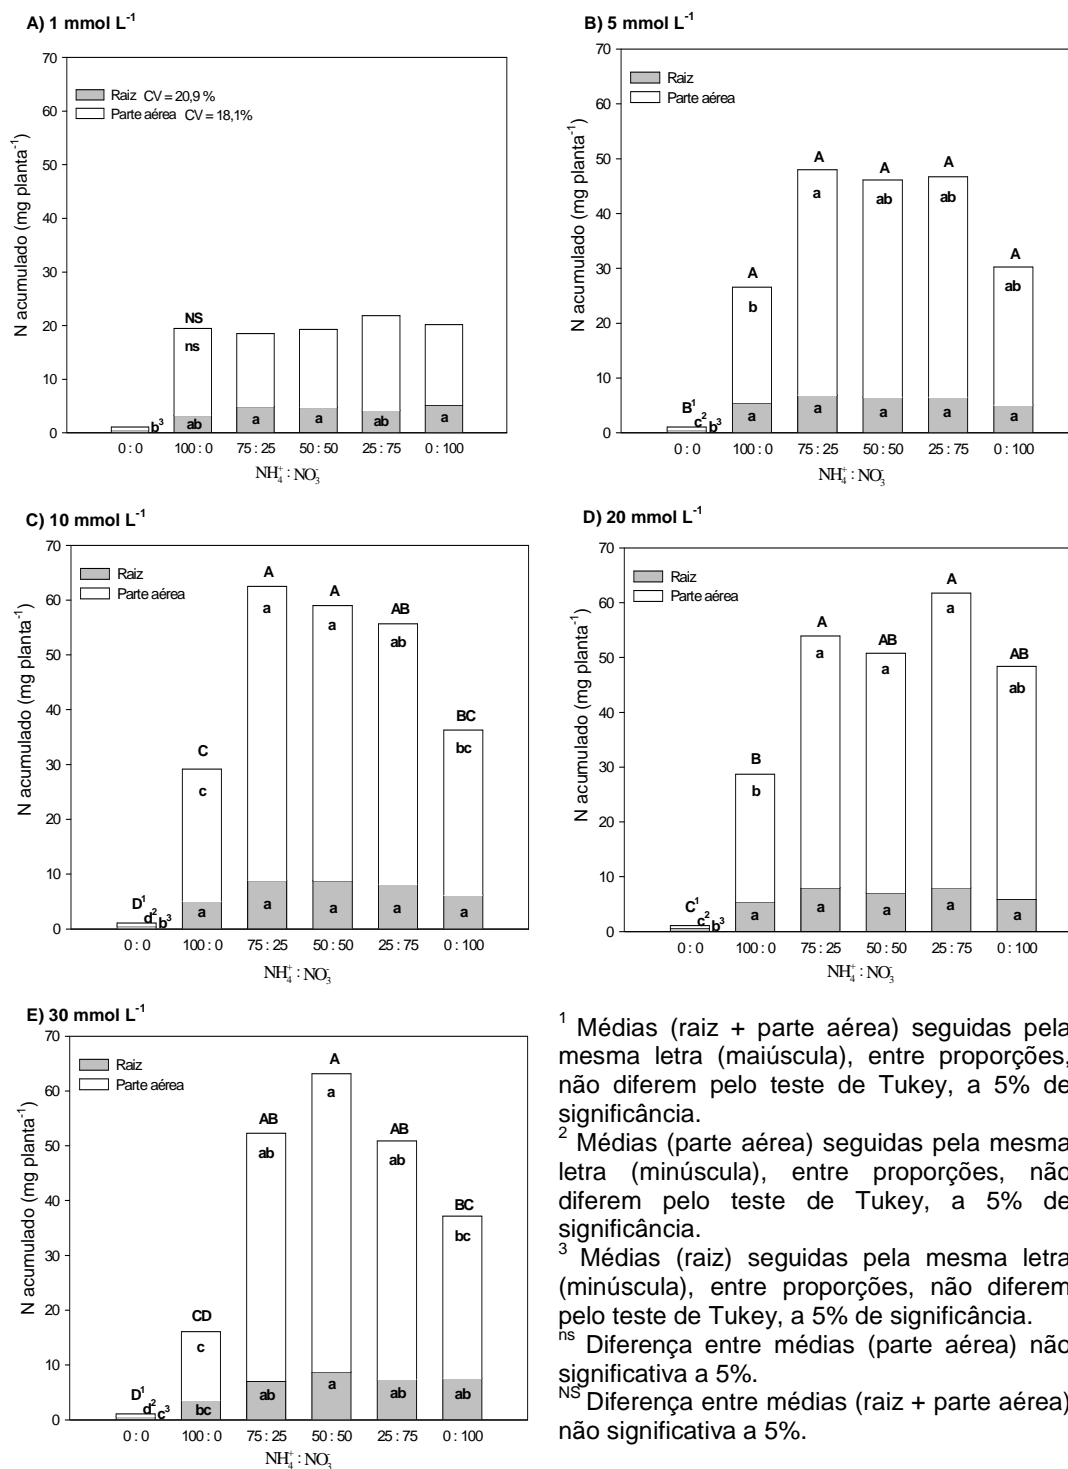 A) 1 mmol L⁻¹
N acumulado (mg planta⁻¹)
70
60
50
40
30
20
10
0
Raiz CV = 20,9 %
Parte aérea CV = 18,1%
NS
ns
b³ ab a a ab a
0 : 0 100 : 0 75 : 25 50 : 50 25 : 75 0 : 100
NH₄⁺ : NO₃⁻
B) 5 mmol L⁻¹
N acumulado (mg planta⁻¹)
70
60
50
40
30
20
10
0
Raiz
Parte aérea
B¹ A A A A A
c² b a ab ab ab
b³ a a a a a
0 : 0 100 : 0 75 : 25 50 : 50 25 : 75 0 : 100
NH₄⁺ : NO₃⁻
C) 10 mmol L⁻¹
N acumulado (mg planta⁻¹)
70
60
50
40
30
20
10
0
Raiz
Parte aérea
D¹ C A A AB BC
d² c a a ab bc
b³ a a a a a
0 : 0 100 : 0 75 : 25 50 : 50 25 : 75 0 : 100
NH₄⁺ : NO₃⁻
D) 20 mmol L⁻¹
N acumulado (mg planta⁻¹)
70
60
50
40
30
20
10
0
Raiz
Parte aérea
C¹ B A AB A AB
c² b a a a ab
b³ a a a a a
0 : 0 100 : 0 75 : 25 50 : 50 25 : 75 0 : 100
NH₄⁺ : NO₃⁻
E) 30 mmol L⁻¹
N acumulado (mg planta⁻¹)
70
60
50
40
30
20
10
0
Raiz
Parte aérea
D¹ CD AB A AB BC
d² c ab a ab bc
c³ bc ab a ab ab
0 : 0 100 : 0 75 : 25 50 : 50 25 : 75 0 : 100
NH₄⁺ : NO₃⁻
¹ Médias (raiz + parte aérea) seguidas pela
mesma letra (maiúscula), entre proporções,
não diferem pelo teste de Tukey, a 5% de
significância.
² Médias (parte aérea) seguidas pela mesma
letra (minúscula), entre proporções, não
diferem pelo teste de Tukey, a 5% de
significância.
³ Médias (raiz) seguidas pela mesma letra
(minúscula), entre proporções, não diferem
pelo teste de Tukey, a 5% de significância.
ns Diferença entre médias (parte aérea) não
significativa a 5%.
NS Diferença entre médias (raiz + parte aérea)
não significativa a 5%.